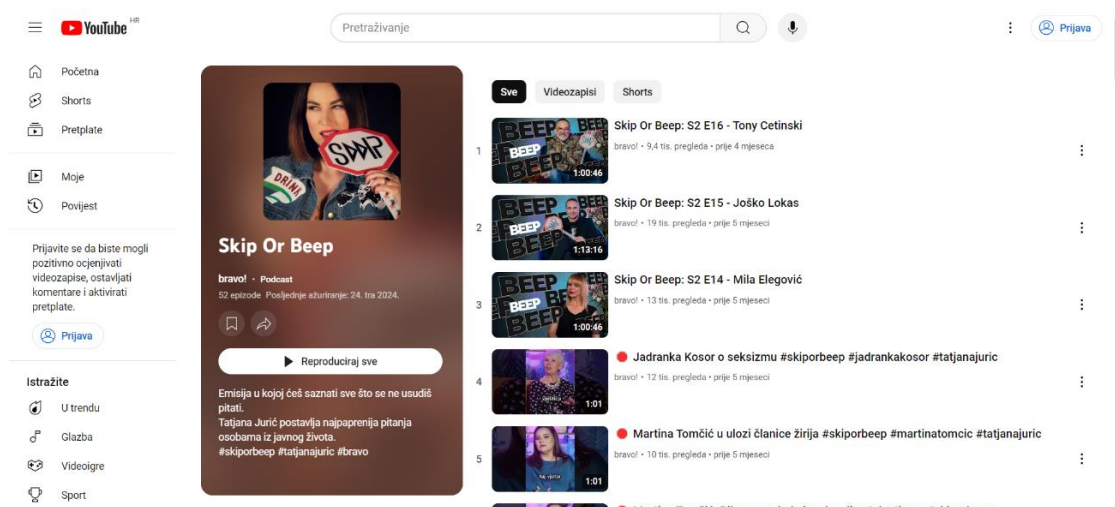 YouTube HR
Pretraživanje
Prijava
Početna
Shorts
Pretplate
Moje
Povijest
Prijavite se da biste mogli
pozitivno ocjenjivati
videozapise, ostavljati
komentare i aktivirati
pretplate.
Prijava
Istražite
U trendu
Glazba
Videoigre
Sport
DRINK
Skip Or Beep
bravo! • Podcast
52 epizode Posljednje ažuriranje: 24. tra 2024.
Reproduciraj sve
Emisija u kojoj ćeš saznati sve što se ne usudiš
pitati.
Tatjana Jurić postavlja najpaprenija pitanja
osobama iz javnog života.
#skiporbeep #tatjanajuric #bravo
Sve
Videozapisi
Shorts
1
BEEP
1:00:46
Skip Or Beep: S2 E16 - Tony Cetinski
bravo! • 9,4 tis. pregleda • prije 4 mjeseca
2
BEEP
1:13:16
Skip Or Beep: S2 E15 - Joško Lokas
bravo! • 19 tis. pregleda • prije 5 mjeseci
3
BEEP
1:00:46
Skip Or Beep: S2 E14 - Mila Elegović
bravo! • 13 tis. pregleda • prije 5 mjeseci
4
1:01
Jadranka Kosor o seksizmu #skiporbeep #jadrankakosor #tatjanajuric
bravo! • 12 tis. pregleda • prije 5 mjeseci
5
1:01
Martina Tomčić u ulozi članice žirija #skiporbeep #martinatomcic #tatjanajuric
bravo! • 10 tis. pregleda • prije 5 mjeseci